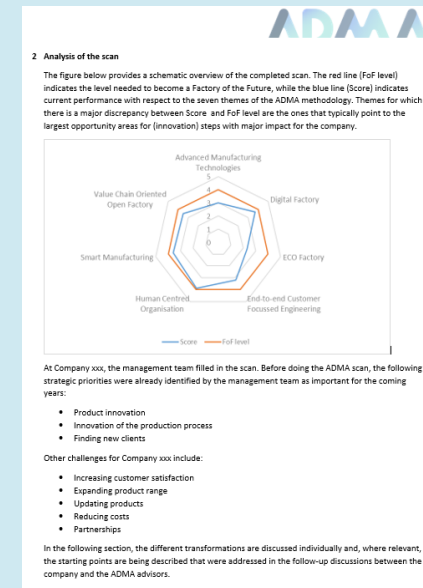 ADMA
2 Analysis of the scan
The figure below provides a schematic overview of the completed scan. The red line (FoF level)
indicates the level needed to become a Factory of the Future, while the blue line (Score) indicates
current performance with respect to the seven themes of the ADMA methodology. Themes for which
there is a major discrepancy between Score and FoF level are the ones that typically point to the
largest opportunity areas for (innovation) steps with major impact for the company.
Advanced Manufacturing
Technologies
5
4
3
2
1
0
Value Chain Oriented
Open Factory
Digital Factory
Smart Manufacturing
ECO Factory
Human Centred
Organisation
End-to-end Customer
Focussed Engineering
Score FoF level
At Company xxx, the management team filled in the scan. Before doing the ADMA scan, the following
strategic priorities were already identified by the management team as important for the coming
years:
• Product innovation
• Innovation of the production process
• Finding new clients
Other challenges for Company xxx include:
• Increasing customer satisfaction
• Expanding product range
• Updating products
• Reducing costs
• Partnerships
In the following section, the different transformations are discussed individually and, where relevant,
the starting points are being described that were addressed in the follow-up discussions between the
company and the ADMA advisors.